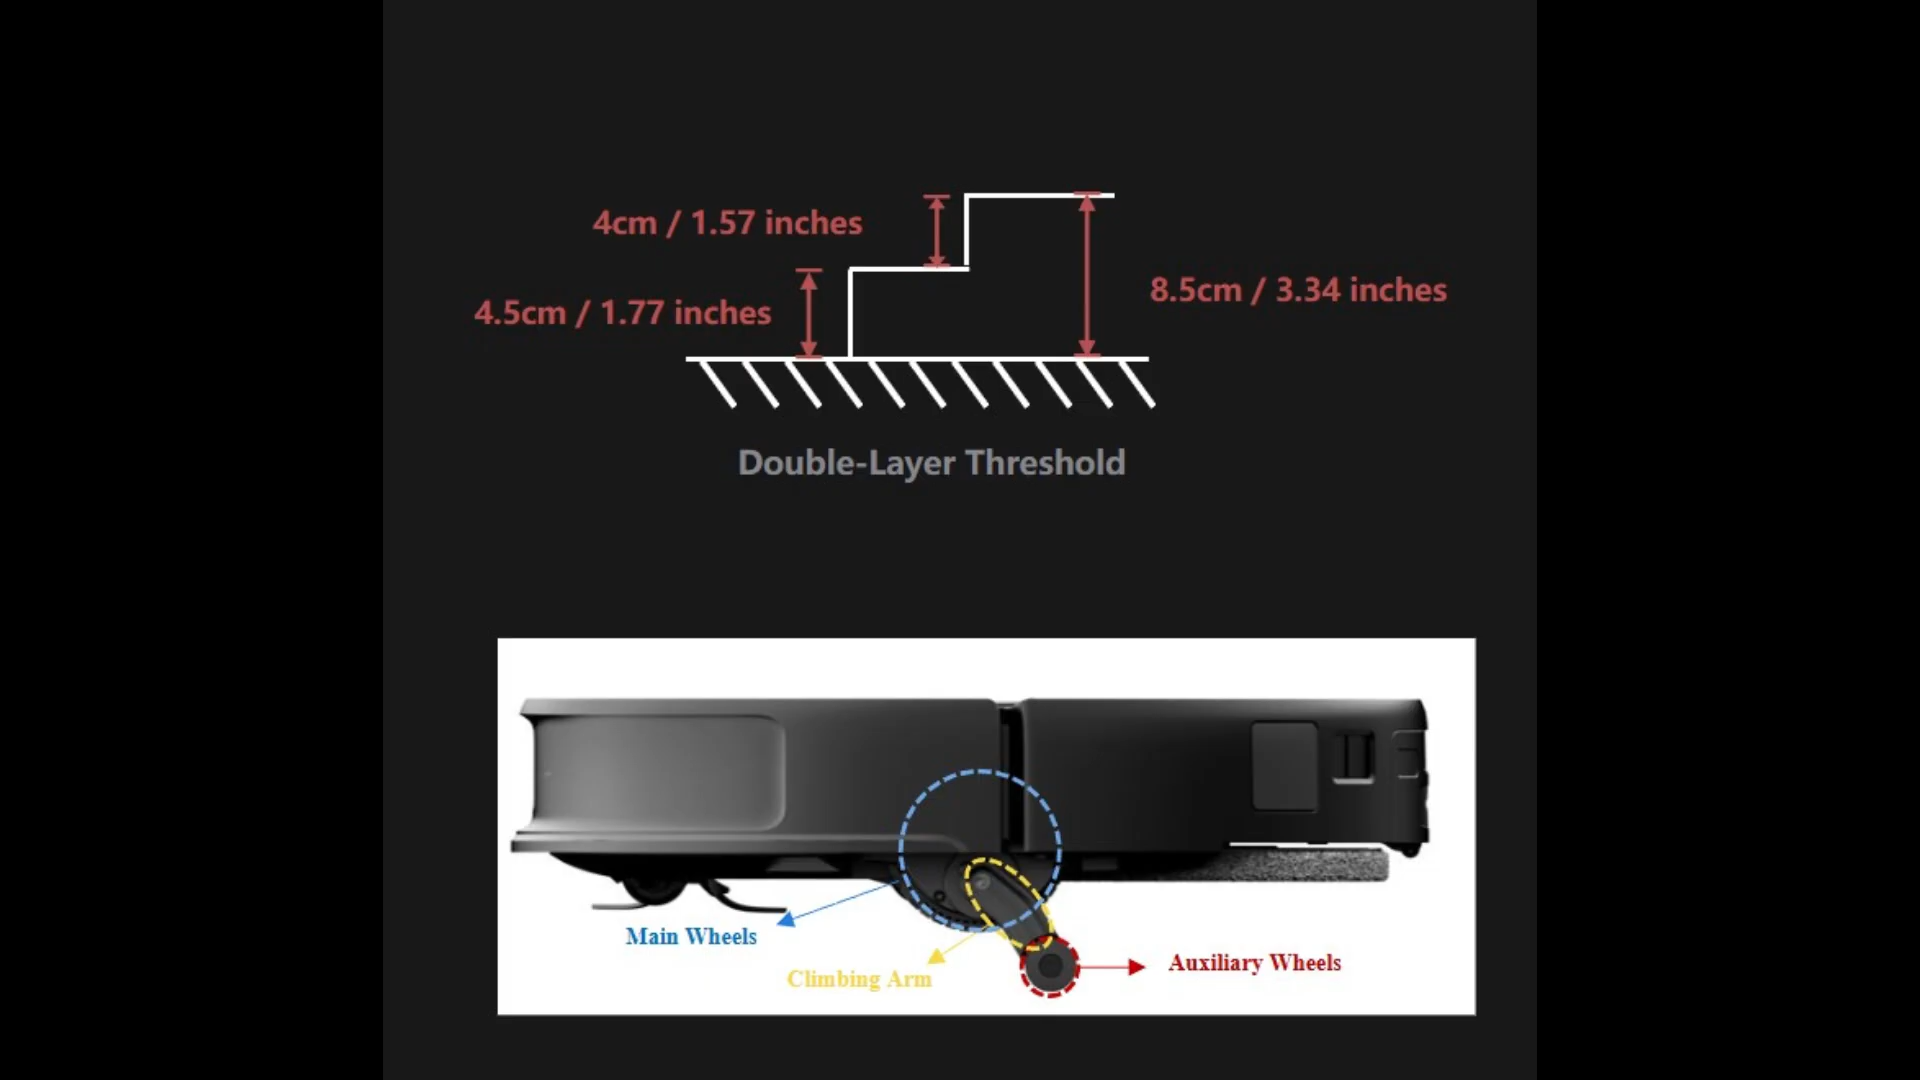 4cm / 1.57 inches
4.5cm / 1.77 inches
8.5cm / 3.34 inches
Double-Layer Threshold
Main Wheels
Climbing Arm
Auxiliary Wheels